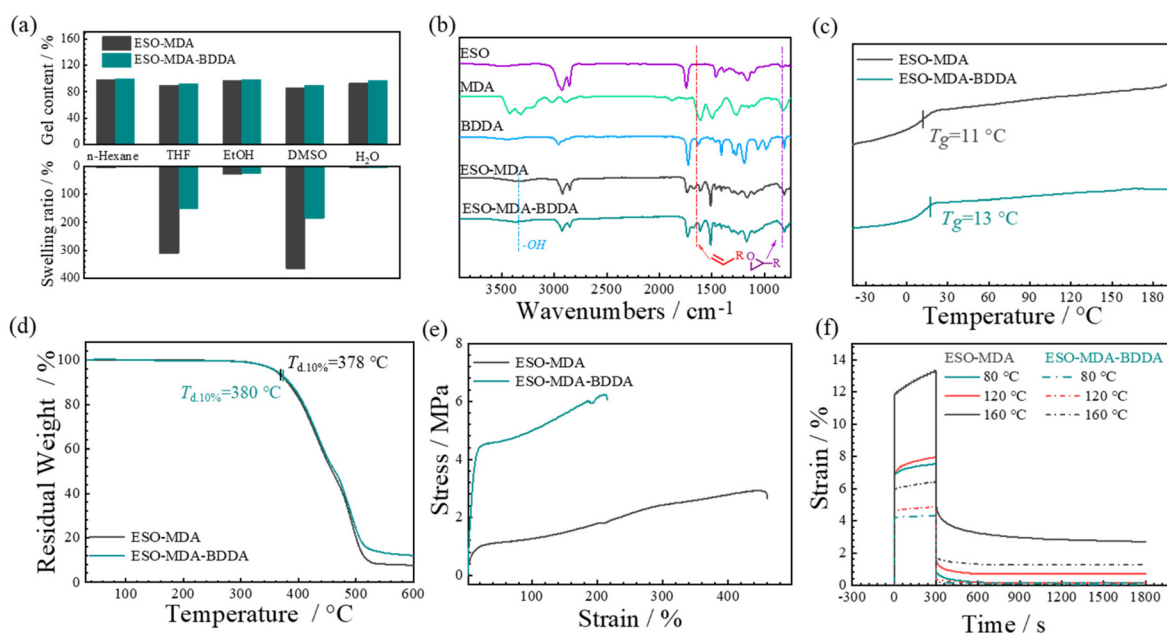 (a)
ESO-MDA
ESO-MDA-BDDA
Gel content / %
160
120
80
40
0
n-Hexane THF EtOH DMSO H2O
Swelling ratio / %
0
100
200
300
400
(b)
ESO
MDA
BDDA
ESO-MDA
ESO-MDA-BDDA
-OH
R
O
R
3500 3000 2500 2000 1500 1000
Wavenumbers / cm-1
(c)
ESO-MDA
ESO-MDA-BDDA
Tg=11 °C
Tg=13 °C
-30 0 30 60 90 120 150 180
Temperature / °C
(d)
Residual Weight / %
100
80
60
40
20
0
Td.10%=378 °C
Td.10%=380 °C
ESO-MDA
ESO-MDA-BDDA
100 200 300 400 500 600
Temperature / °C
(e)
Stress / MPa
8
6
4
2
0
ESO-MDA
ESO-MDA-BDDA
100 200 300 400 500
Strain / %
(f)
Strain / %
14
12
10
8
6
4
2
0
ESO-MDA ESO-MDA-BDDA
80 °C 80 °C
120 °C 120 °C
160 °C 160 °C
-300 0 300 600 900 1200 1500 1800
Time / s